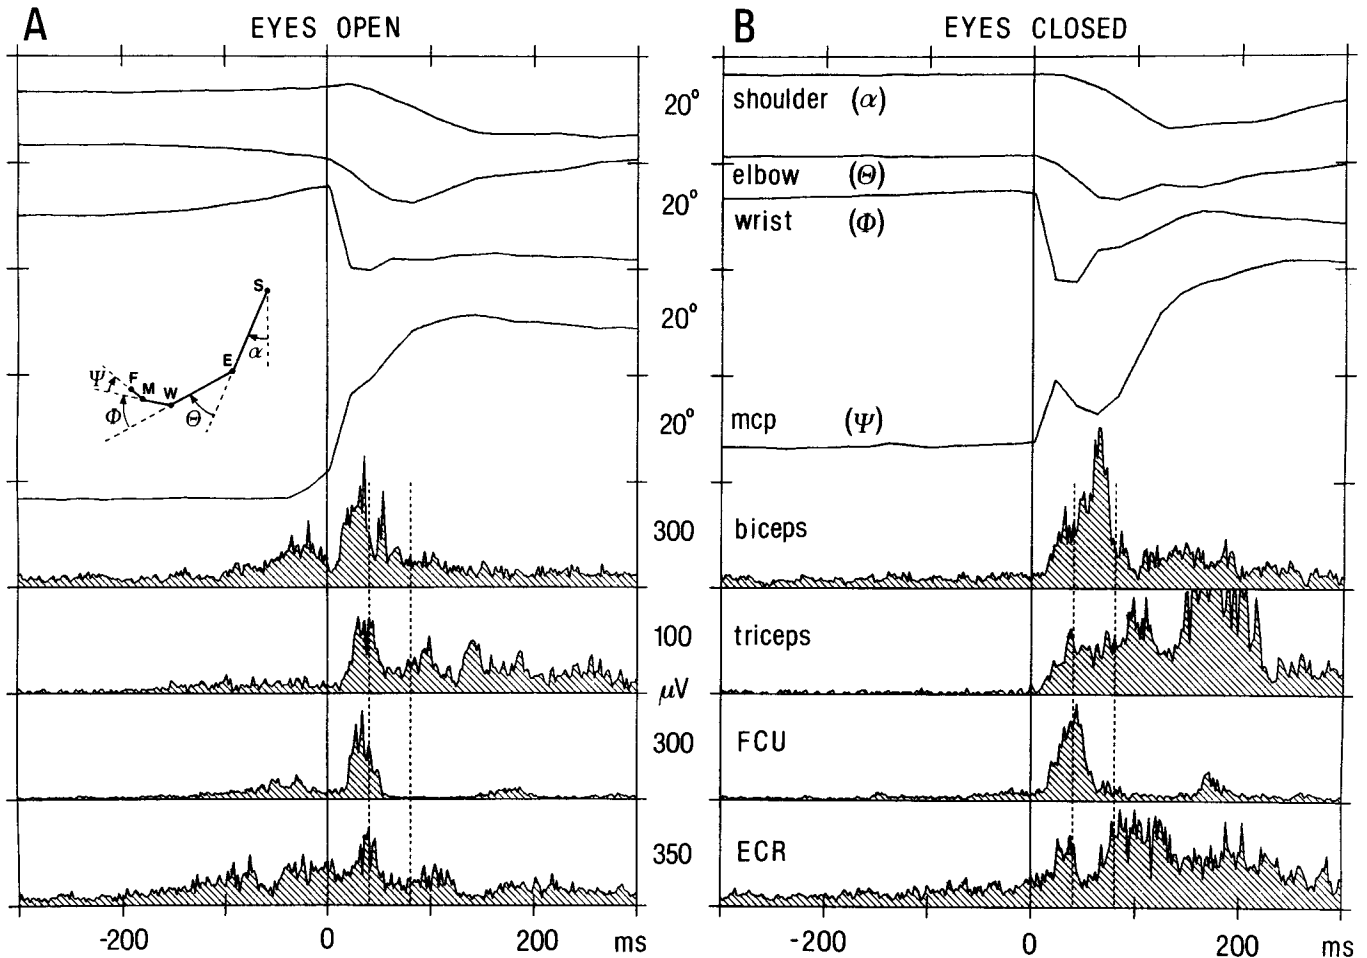 A EYES OPEN
B EYES CLOSED
20°
shoulder (α)
20°
elbow (Θ)
wrist (Φ)
20°
S
α
E
F
M
W
Ψ
Φ
Θ
20°
mcp (Ψ)
300
biceps
100
triceps
μV
300
FCU
350
ECR
-200 0 200 ms
-200 0 200 ms